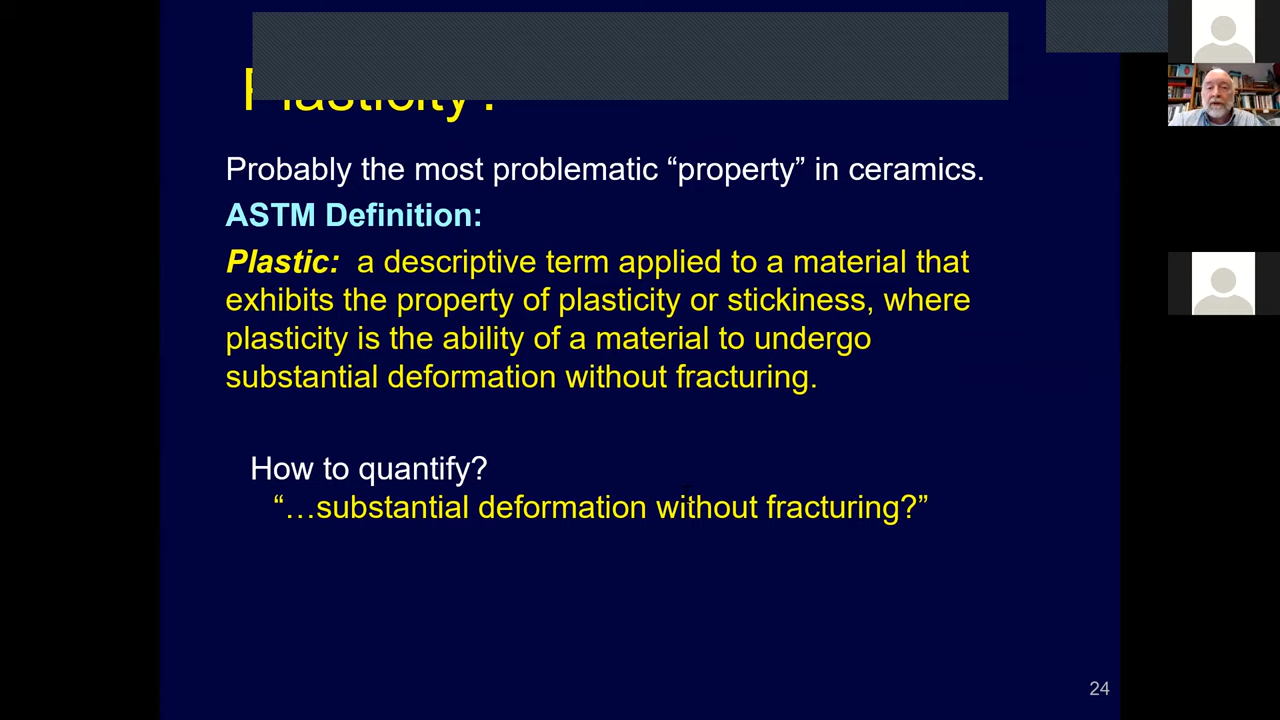 Plasticity?
Probably the most problematic “property” in ceramics.
ASTM Definition:
Plastic: a descriptive term applied to a material that
exhibits the property of plasticity or stickiness, where
plasticity is the ability of a material to undergo
substantial deformation without fracturing.
How to quantify?
“…substantial deformation without fracturing?”
24